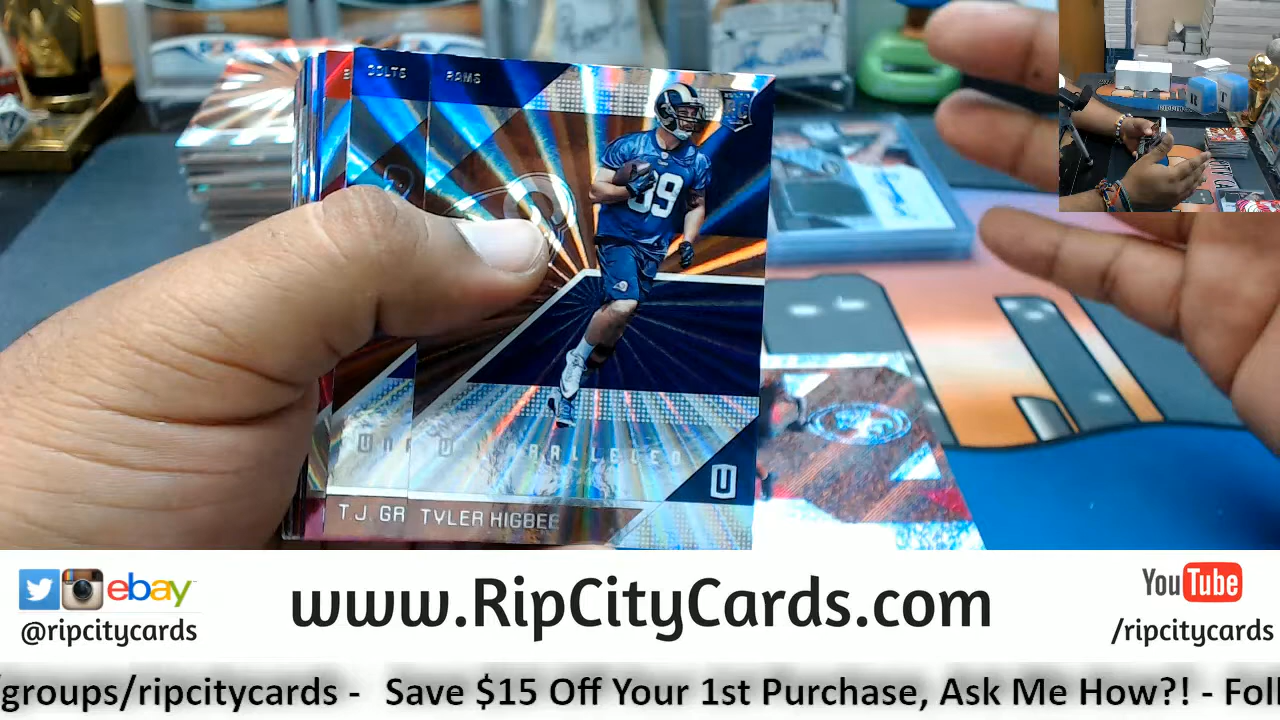 COLTS RAMS
89
U
TJ GR TYLER HIGBEE
ebay
@ripcitycards
www.RipCityCards.com
YouTube
/ripcitycards
groups/ripcitycards - Save $15 Off Your 1st Purchase, Ask Me How?! - Foll